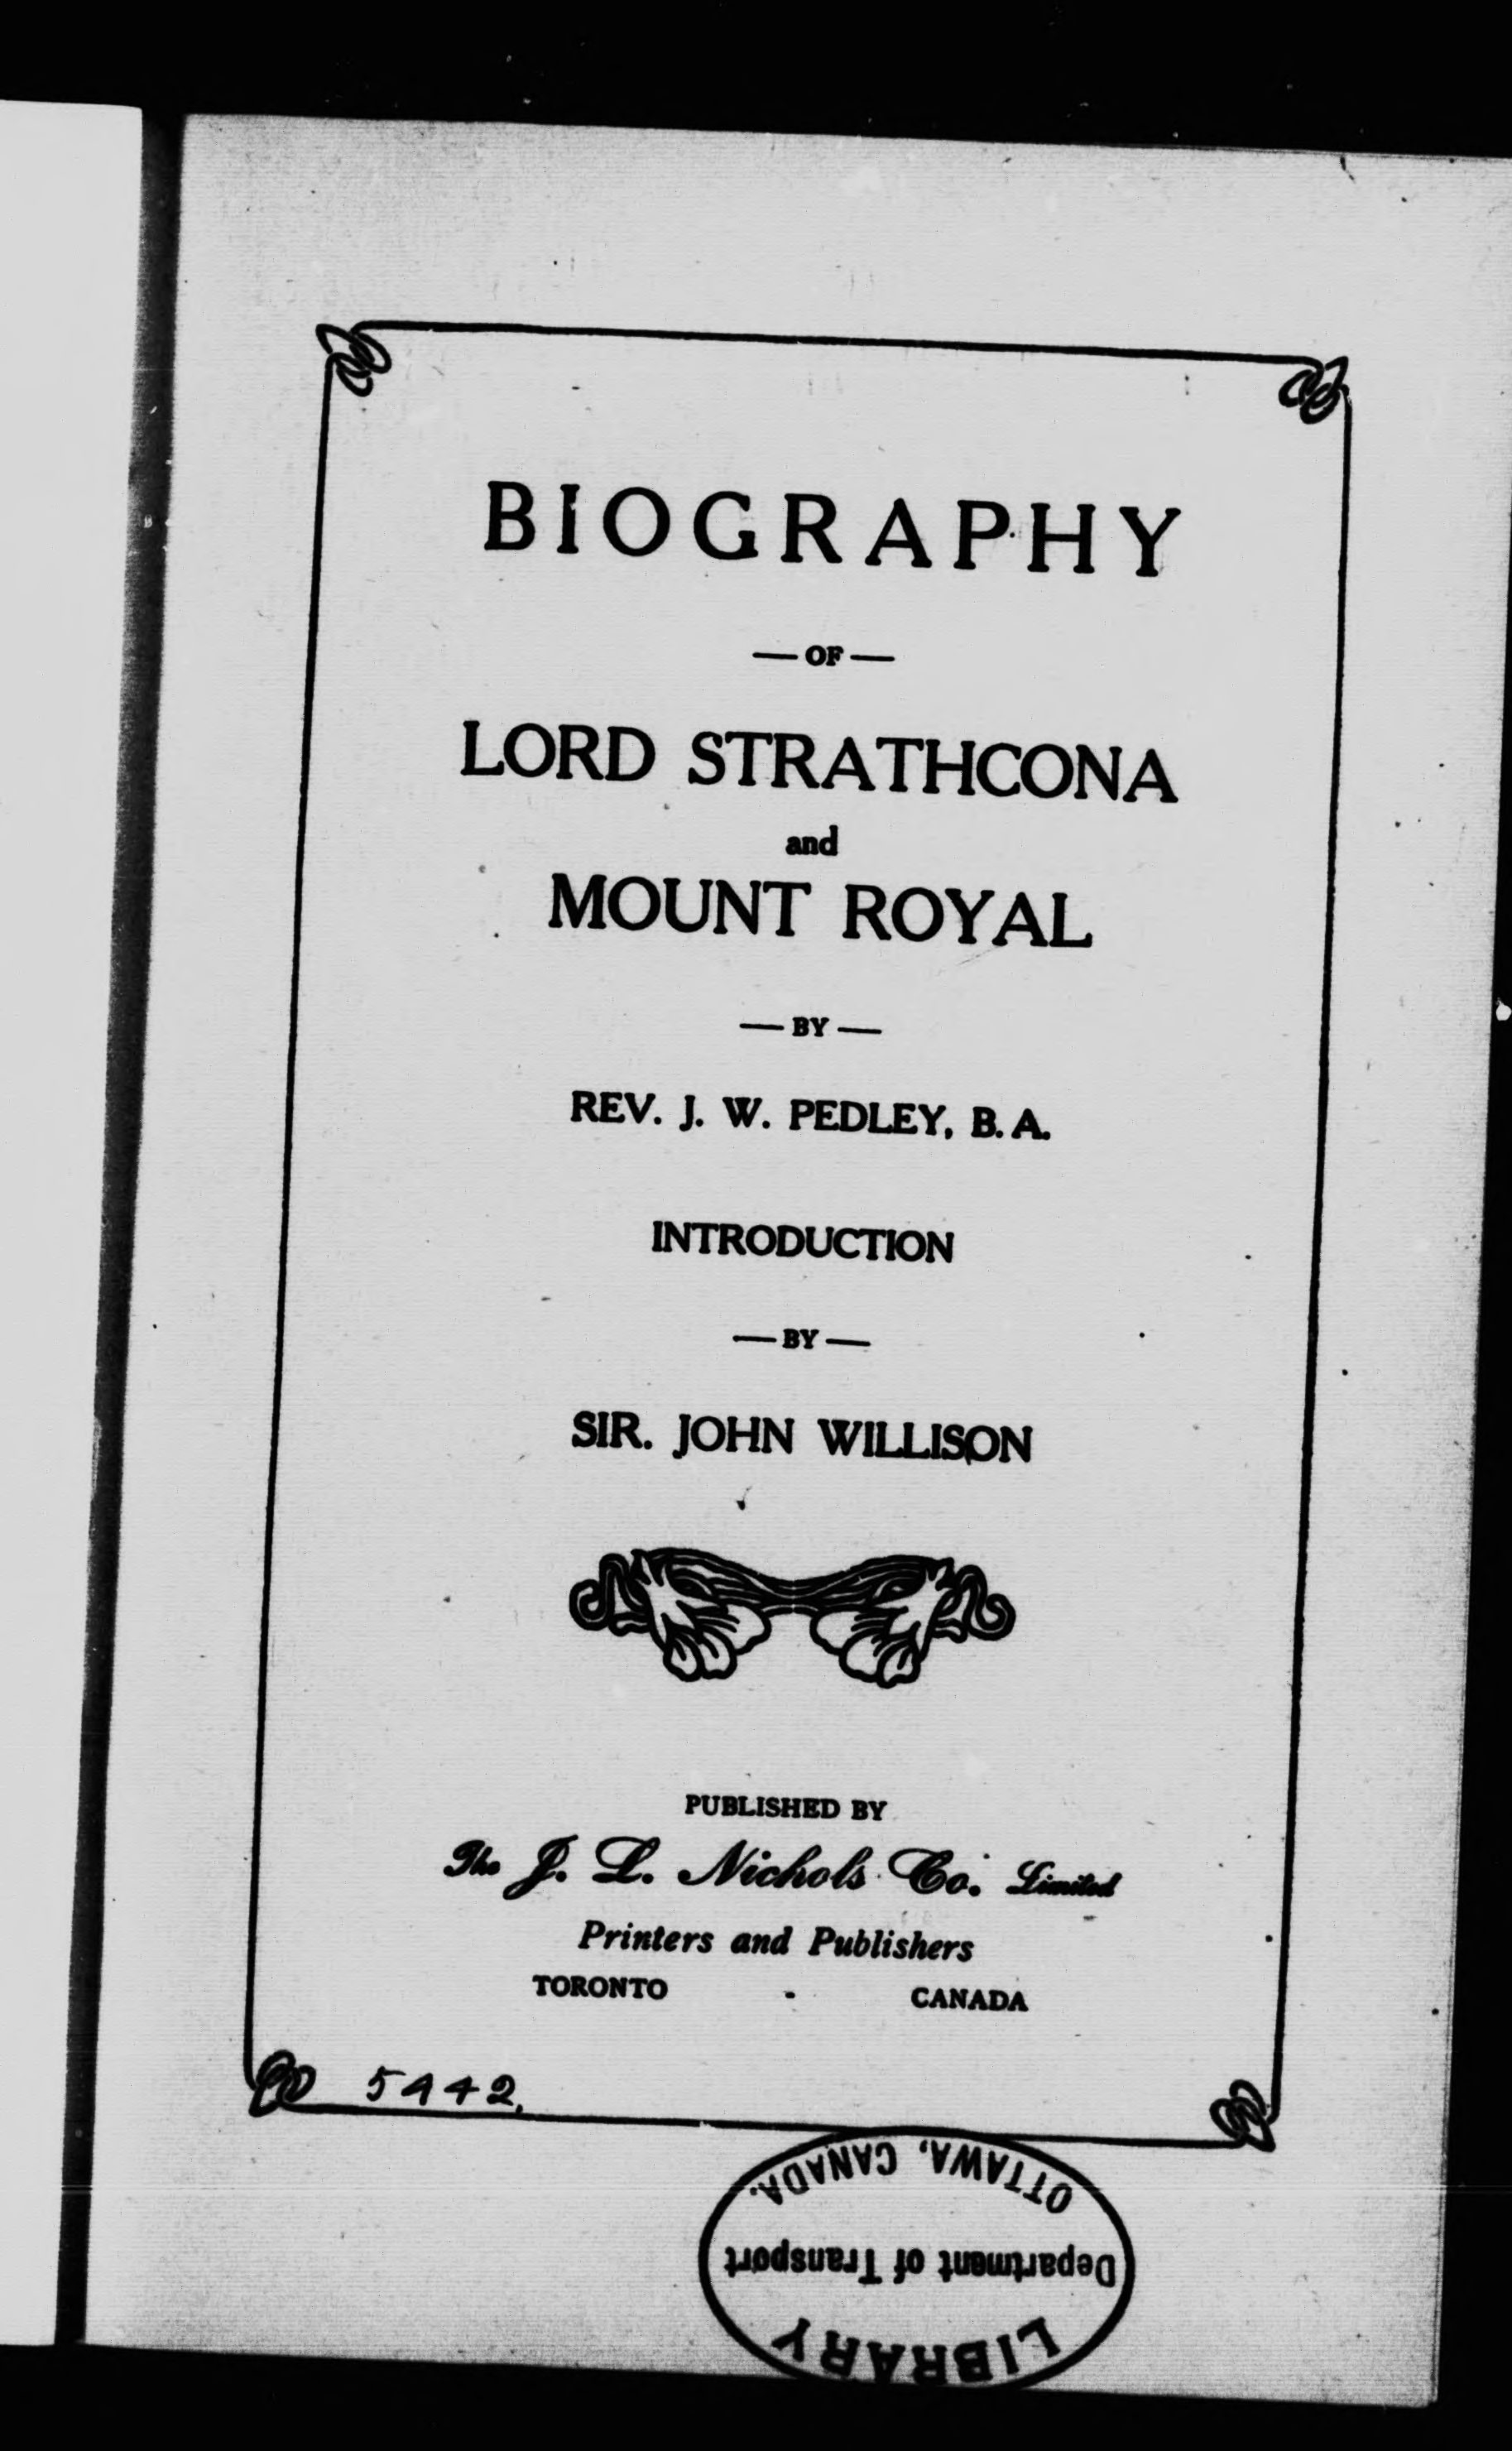 BIOGRAPHY
— OF —
LORD STRATHCONA
and
MOUNT ROYAL
— BY —
REV. J. W. PEDLEY, B. A.
INTRODUCTION
— BY —
SIR. JOHN WILLISON
PUBLISHED BY
The J. L. Nichols Co. Limited
Printers and Publishers
TORONTO - CANADA
5442.
LIBRARY
Department of Transport
OTTAWA, CANADA.